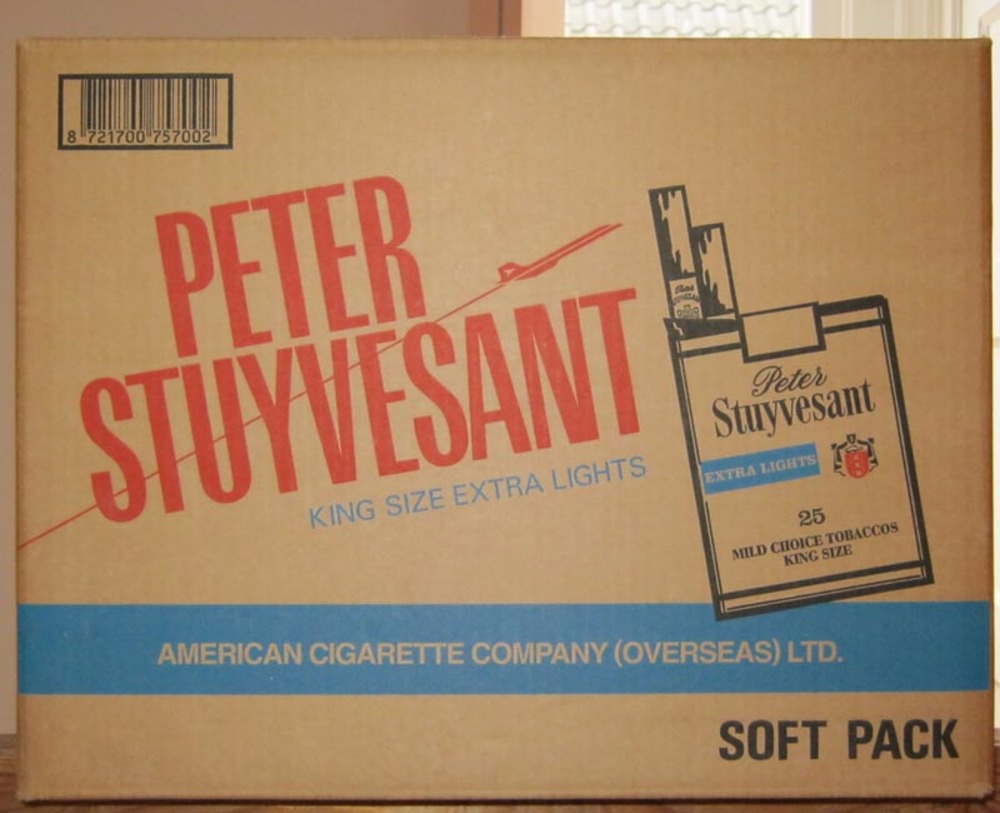 8 721700 757002
PETER
STUYVESANT
KING SIZE EXTRA LIGHTS
Peter
Stuyvesant
EXTRA LIGHTS
25
MILD CHOICE TOBACCOS
KING SIZE
AMERICAN CIGARETTE COMPANY (OVERSEAS) LTD.
SOFT PACK